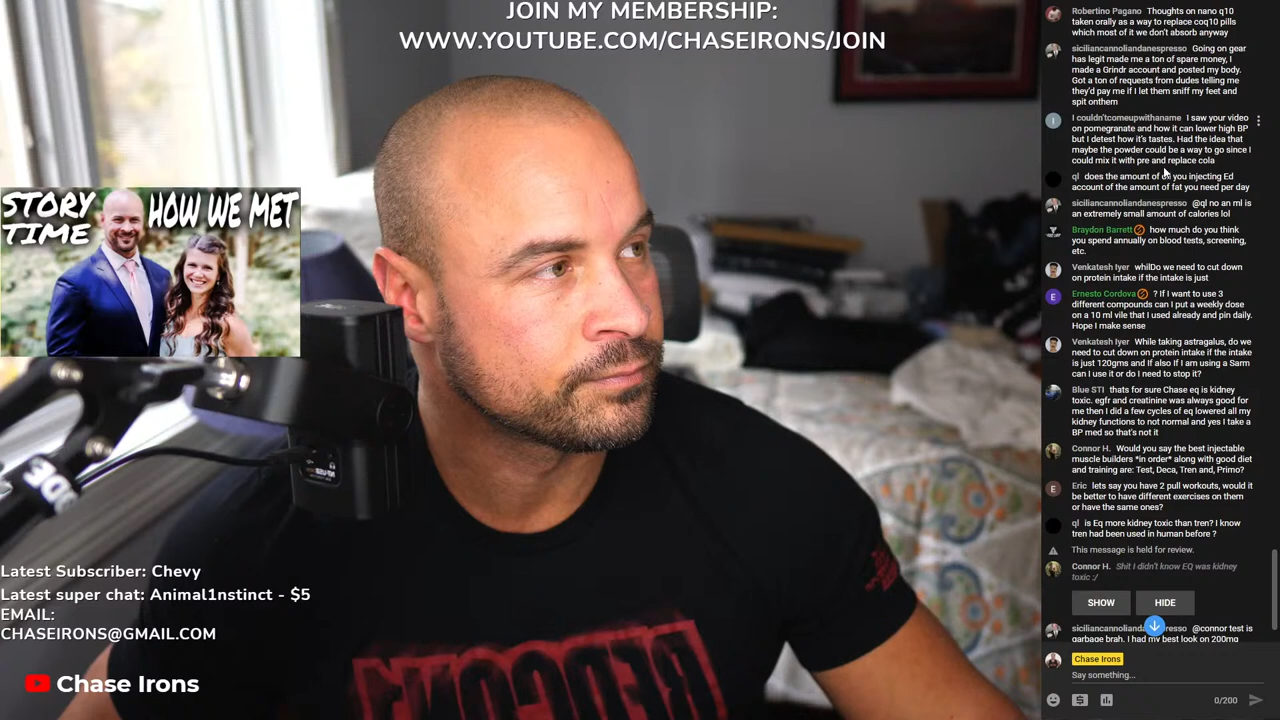 JOIN MY MEMBERSHIP:
WWW.YOUTUBE.COM/CHASEIRONS/JOIN
STORY TIME
HOW WE MET
Latest Subscriber: Chevy
Latest super chat: Animal1nstinct - $5
EMAIL:
CHASEIRONS@GMAIL.COM
Chase Irons
Robertino Pagano Thoughts on nano q10
taken orally as a way to replace coq10 pills
which most of it we don't absorb anyway
siciliancannoliandanespresso Going on gear
has legit made me a ton of spare money, I
made a Grindr account and posted my body.
Got a ton of requests from dudes telling me
they'd pay me if I let them sniff my feet and
spit onthem
I couldn'tcomeupwithaname I saw your video
on pomegranate and how it can lower high BP
but I detest how it's tastes. Had the idea that
maybe the powder could be a way to go since I
could mix it with pre and replace cola
ql does the amount of you injecting Ed
account of the amount of fat you need per day
siciliancannoliandanespresso @ql no an ml is
an extremely small amount of calories lol
Braydon Barrett how much do you think
you spend annually on blood tests, screening,
etc.
Venkatesh Iyer whilDo we need to cut down
on protein intake if the intake is just
Ernesto Cordova ? If I want to use 3
different compounds can I put a weekly dose
on a 10 ml vile that I used already and pin daily.
Hope I make sense
Venkatesh Iyer While taking astragalus, do we
need to cut down on protein intake if the intake
is just 120gms and If also If I am using a Sarm
can I use it or do I need to stop it?
Blue STI thats for sure Chase eq is kidney
toxic. egfr and creatinine was always good for
me then I did a few cycles of eq lowered all my
kidney functions to not normal and yes I take a
BP med so that's not it
Connor H. Would you say the best injectable
muscle builders *in order* along with good diet
and training are: Test, Deca, Tren and, Primo?
Eric lets say you have 2 pull workouts, would it
be better to have different exercises on them
or have the same ones?
ql is Eq more kidney toxic than tren? I know
tren had been used in human before ?
This message is held for review.
Connor H. Shit I didn't know EQ was kidney
toxic :/
SHOW HIDE
@connor test is
garbage brah. I had my best look on 200mg
Chase Irons
Say something...
0/200